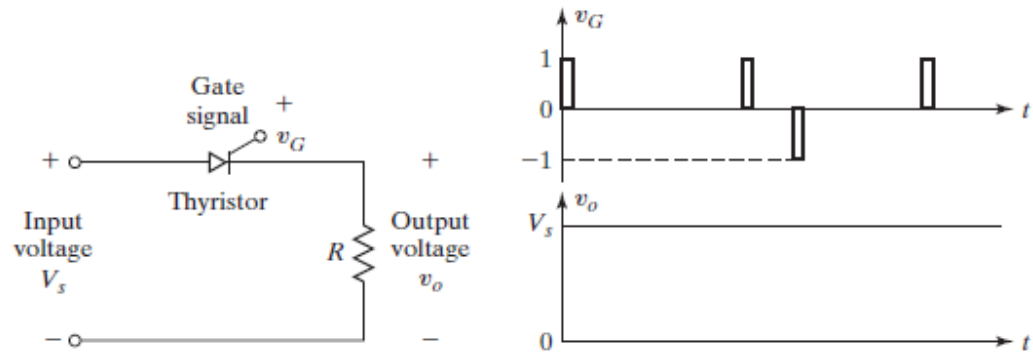 Gate
signal
+
v_G
+
+
Thyristor
Input
voltage
V_s
R
Output
voltage
v_o
−
−
v_G
1
0
t
−1
v_o
V_s
0
t